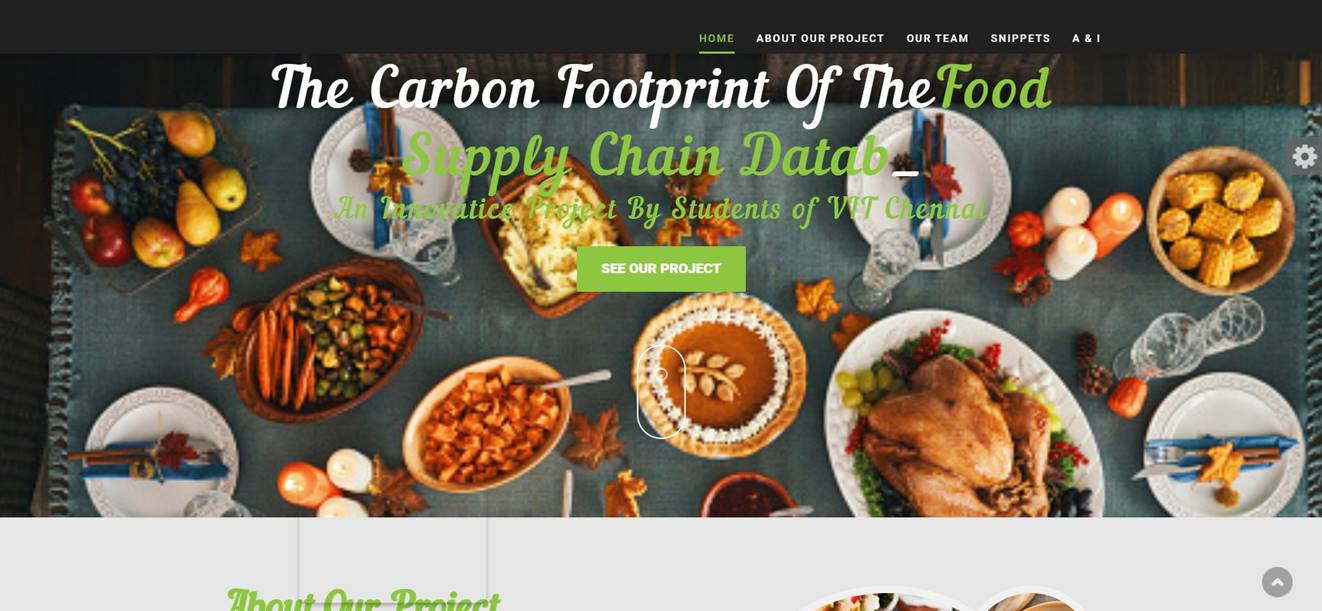 HOME ABOUT OUR PROJECT OUR TEAM SNIPPETS A & I
The Carbon Footprint Of TheFood
Supply Chain Datab_
An Innovative Project By Students of VIT Chennai
SEE OUR PROJECT
About Our Project